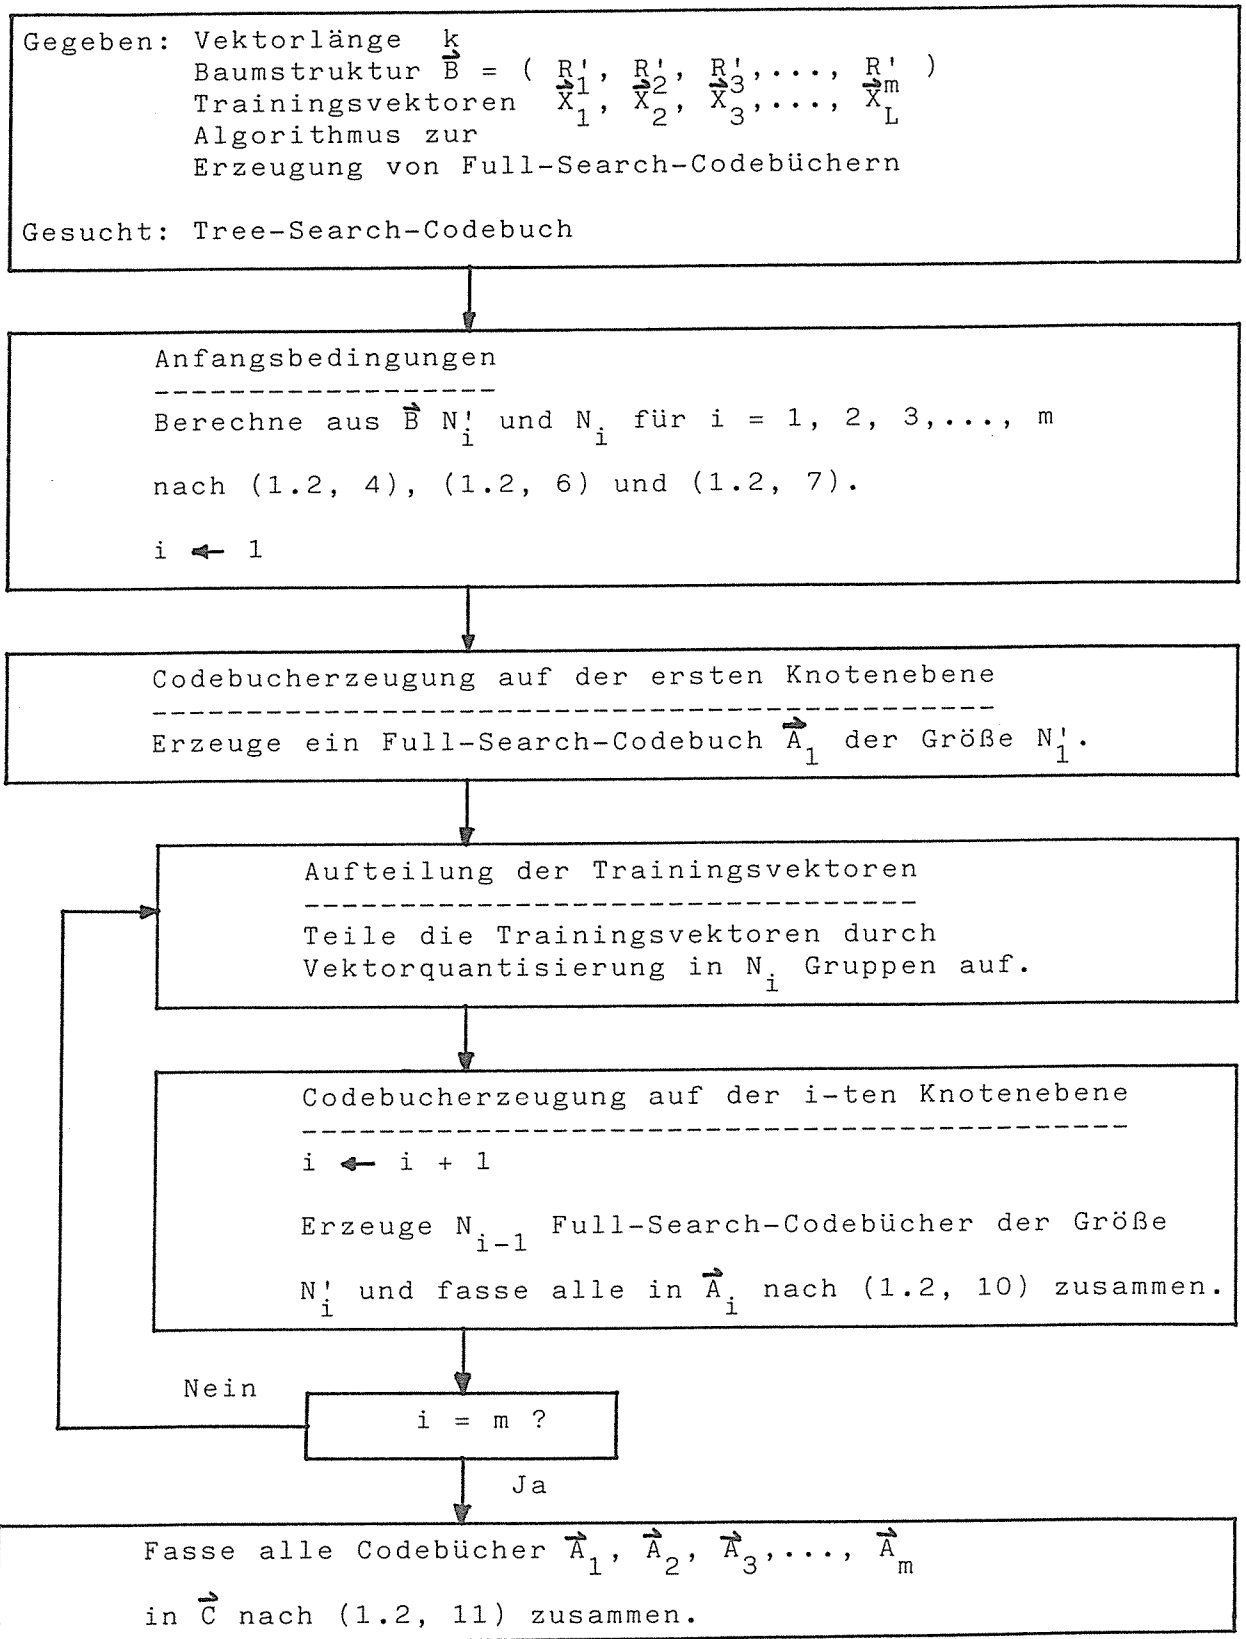 Gegeben: Vektorlänge k
Baumstruktur B⃗ = ( R'₁, R'₂, R'₃,..., R'ₘ )
Trainingsvektoren X⃗₁, X⃗₂, X⃗₃,..., X⃗_L
Algorithmus zur
Erzeugung von Full-Search-Codebüchern
Gesucht: Tree-Search-Codebuch
Anfangsbedingungen
------------------
Berechne aus B⃗ N'ᵢ und Nᵢ für i = 1, 2, 3,..., m
nach (1.2, 4), (1.2, 6) und (1.2, 7).
i ← 1
Codebucherzeugung auf der ersten Knotenebene
--------------------------------------------
Erzeuge ein Full-Search-Codebuch A⃗₁ der Größe N'₁.
Aufteilung der Trainingsvektoren
--------------------------------
Teile die Trainingsvektoren durch
Vektorquantisierung in Nᵢ Gruppen auf.
Codebucherzeugung auf der i-ten Knotenebene
-------------------------------------------
i ← i + 1
Erzeuge Nᵢ₋₁ Full-Search-Codebücher der Größe
N'ᵢ und fasse alle in A⃗ᵢ nach (1.2, 10) zusammen.
Nein
i = m ?
Ja
Fasse alle Codebücher A⃗₁, A⃗₂, A⃗₃,..., A⃗ₘ
in C⃗ nach (1.2, 11) zusammen.